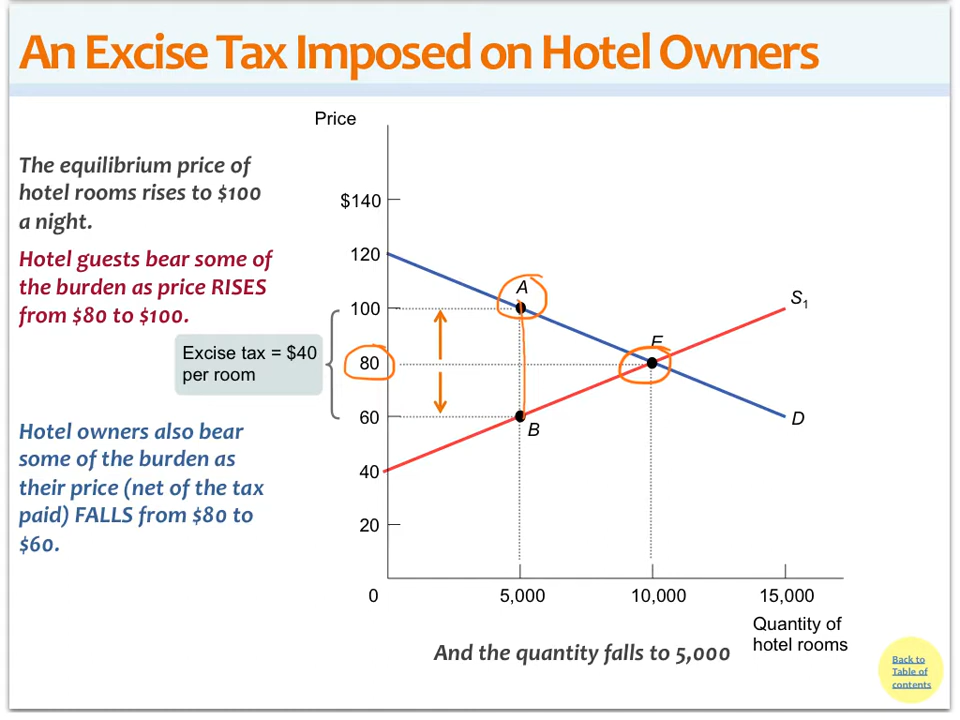 An Excise Tax Imposed on Hotel Owners
Price
The equilibrium price of
hotel rooms rises to $100
a night.
Hotel guests bear some of
the burden as price RISES
from $80 to $100.
Excise tax = $40
per room
Hotel owners also bear
some of the burden as
their price (net of the tax
paid) FALLS from $80 to
$60.
$140
120
100
80
60
40
20
0
A
E
B
S1
D
5,000
10,000
15,000
Quantity of
hotel rooms
And the quantity falls to 5,000
Back to
Table of
contents